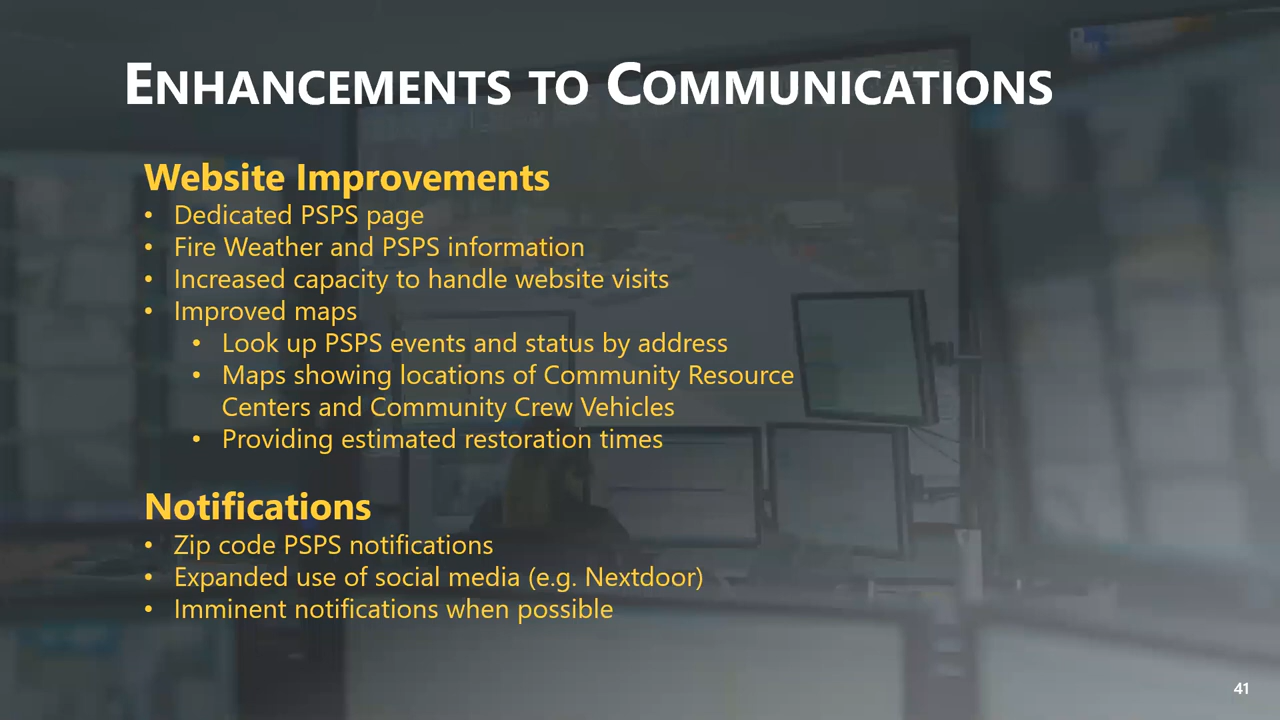 ENHANCEMENTS TO COMMUNICATIONS
Website Improvements
• Dedicated PSPS page
• Fire Weather and PSPS information
• Increased capacity to handle website visits
• Improved maps
• Look up PSPS events and status by address
• Maps showing locations of Community Resource
Centers and Community Crew Vehicles
• Providing estimated restoration times
Notifications
• Zip code PSPS notifications
• Expanded use of social media (e.g. Nextdoor)
• Imminent notifications when possible
41